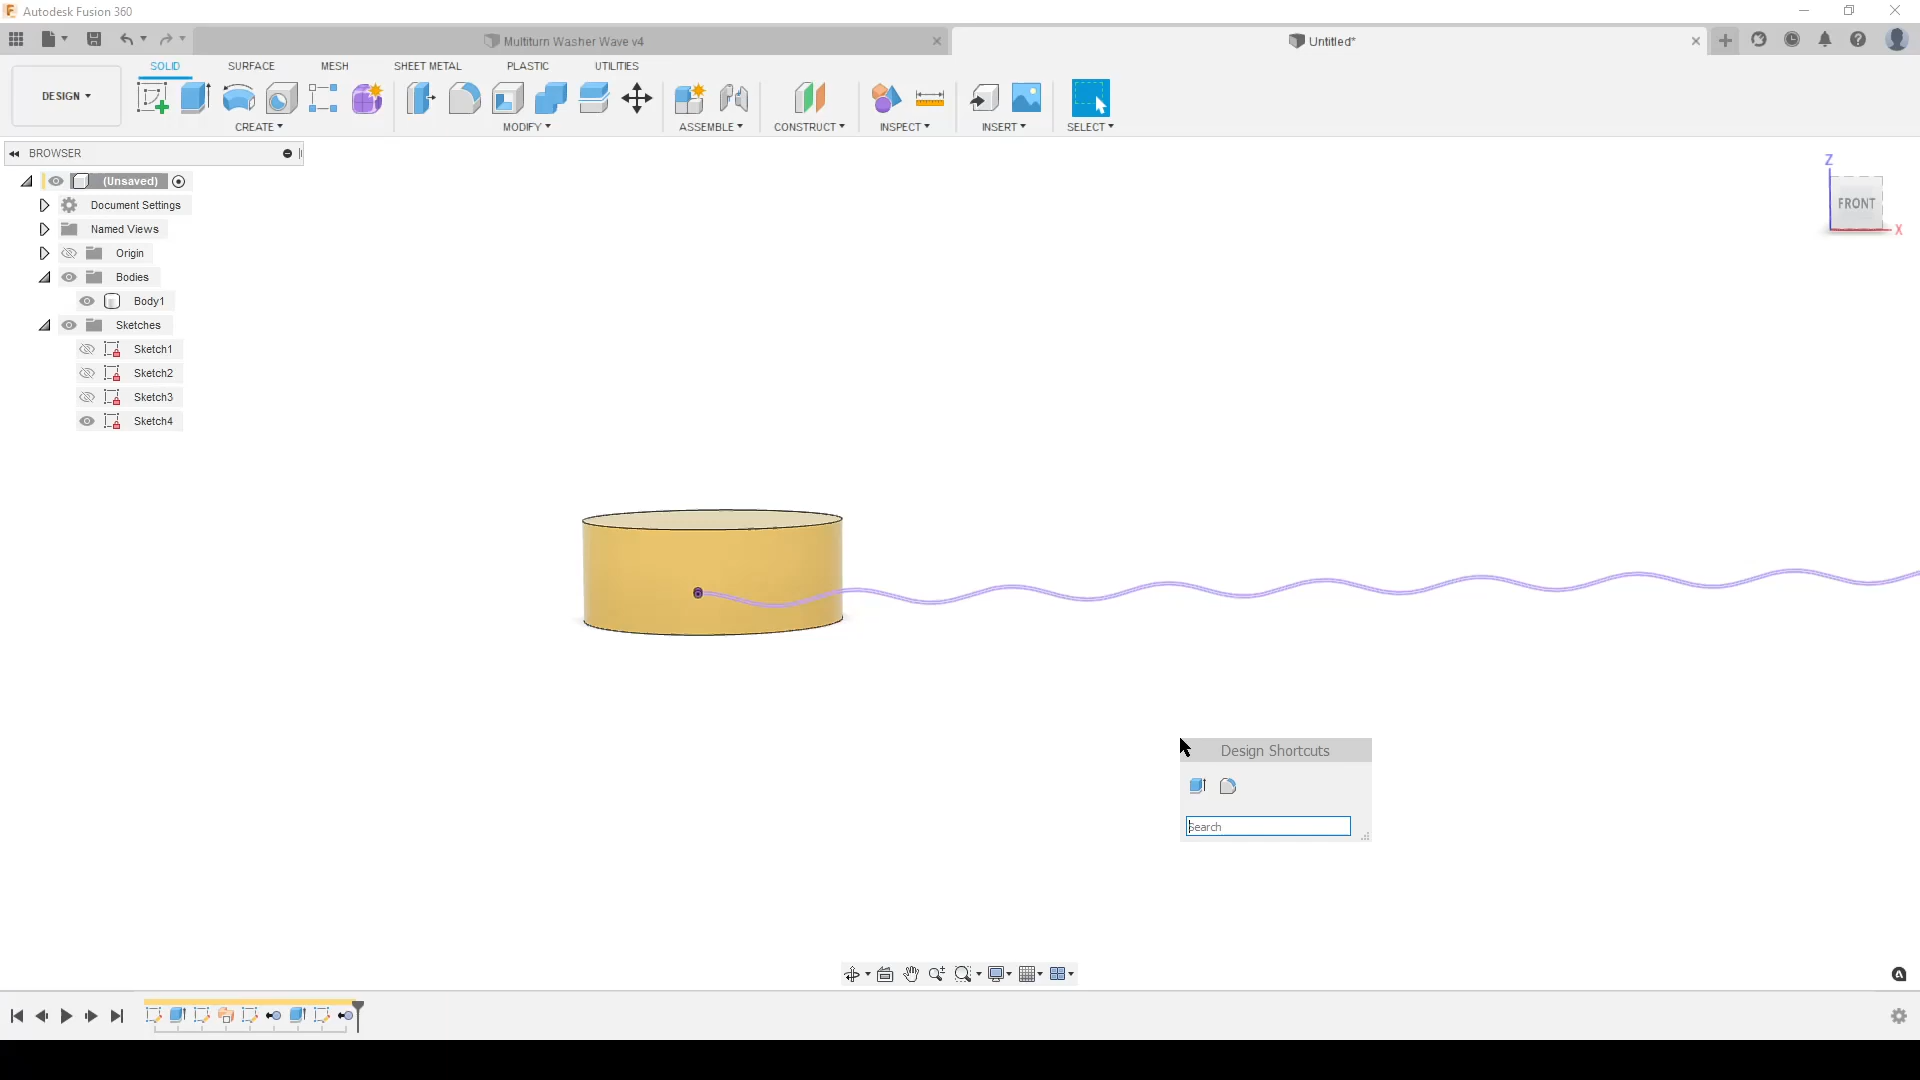 Autodesk Fusion 360
Multiturn Washer Wave v4
Untitled*
DESIGN
SOLID
SURFACE
MESH
SHEET METAL
PLASTIC
UTILITIES
CREATE
MODIFY
ASSEMBLE
CONSTRUCT
INSPECT
INSERT
SELECT
BROWSER
(Unsaved)
Document Settings
Named Views
Origin
Bodies
Body1
Sketches
Sketch1
Sketch2
Sketch3
Sketch4
Z
FRONT
X
Design Shortcuts
Search